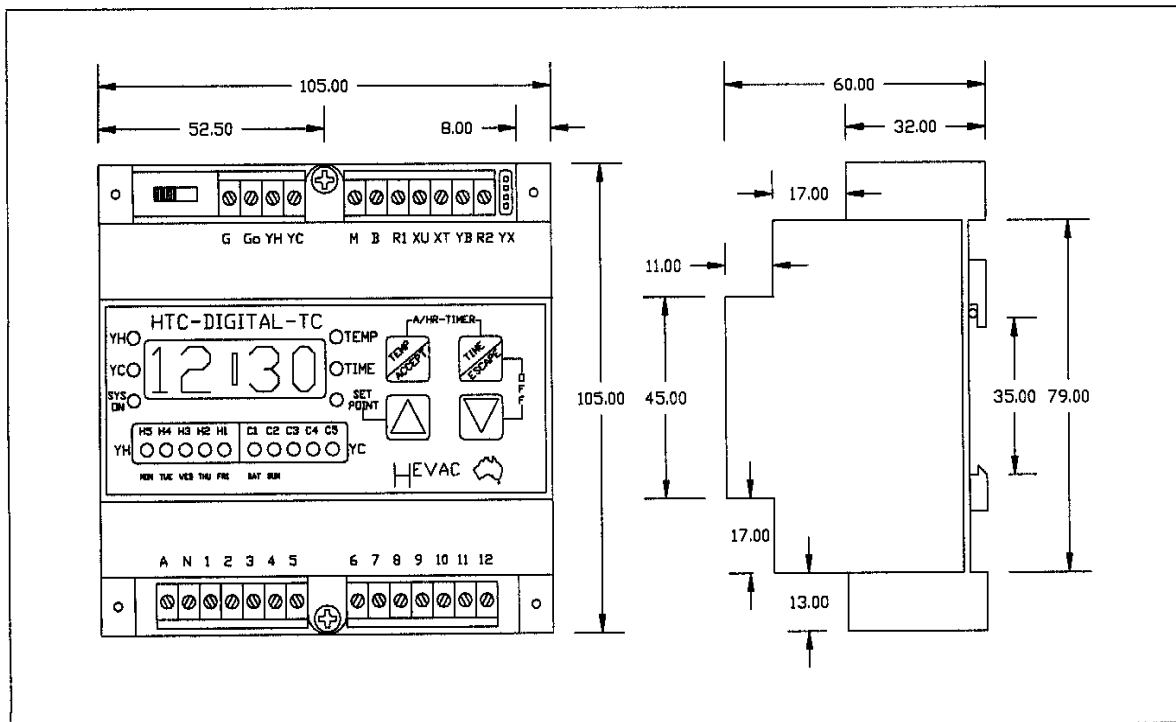 105.00
60.00
52.50
8.00
32.00
17.00
G Go YH YC M B R1 XU XT YB R2 YX
11.00
HTC-DIGITAL-TC
A/HR-TIMER
YH
TEMP
12:30
TEMP
ACCEPT
TIME
ESCAPE
YC
TIME
OFF
SYS
ON
SET
POINT
105.00
45.00
35.00
79.00
H5 H4 H3 H2 H1 C1 C2 C3 C4 C5
YH
YC
MON TUE WEB THU FRI SAT SUN
HEVAC
17.00
A N 1 2 3 4 5 6 7 8 9 10 11 12
13.00